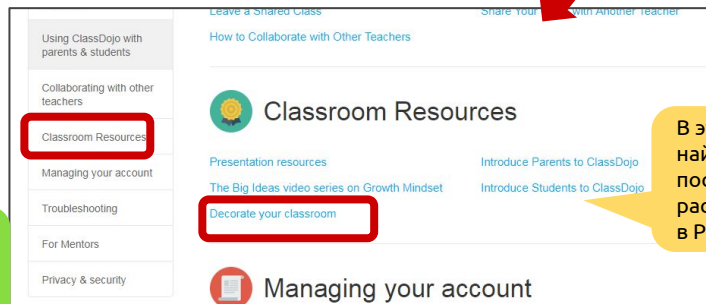 Leave a Shared Class
Share Your
with Another Teacher
How to Collaborate with Other Teachers
Using ClassDojo with
parents & students
Collaborating with other
teachers
Classroom Resources
Managing your account
Troubleshooting
For Mentors
Privacy & security
Classroom Resources
Presentation resources
Introduce Parents to ClassDojo
The Big Ideas video series on Growth Mindset
Introduce Students to ClassDojo
Decorate your classroom
Managing your account
В
в